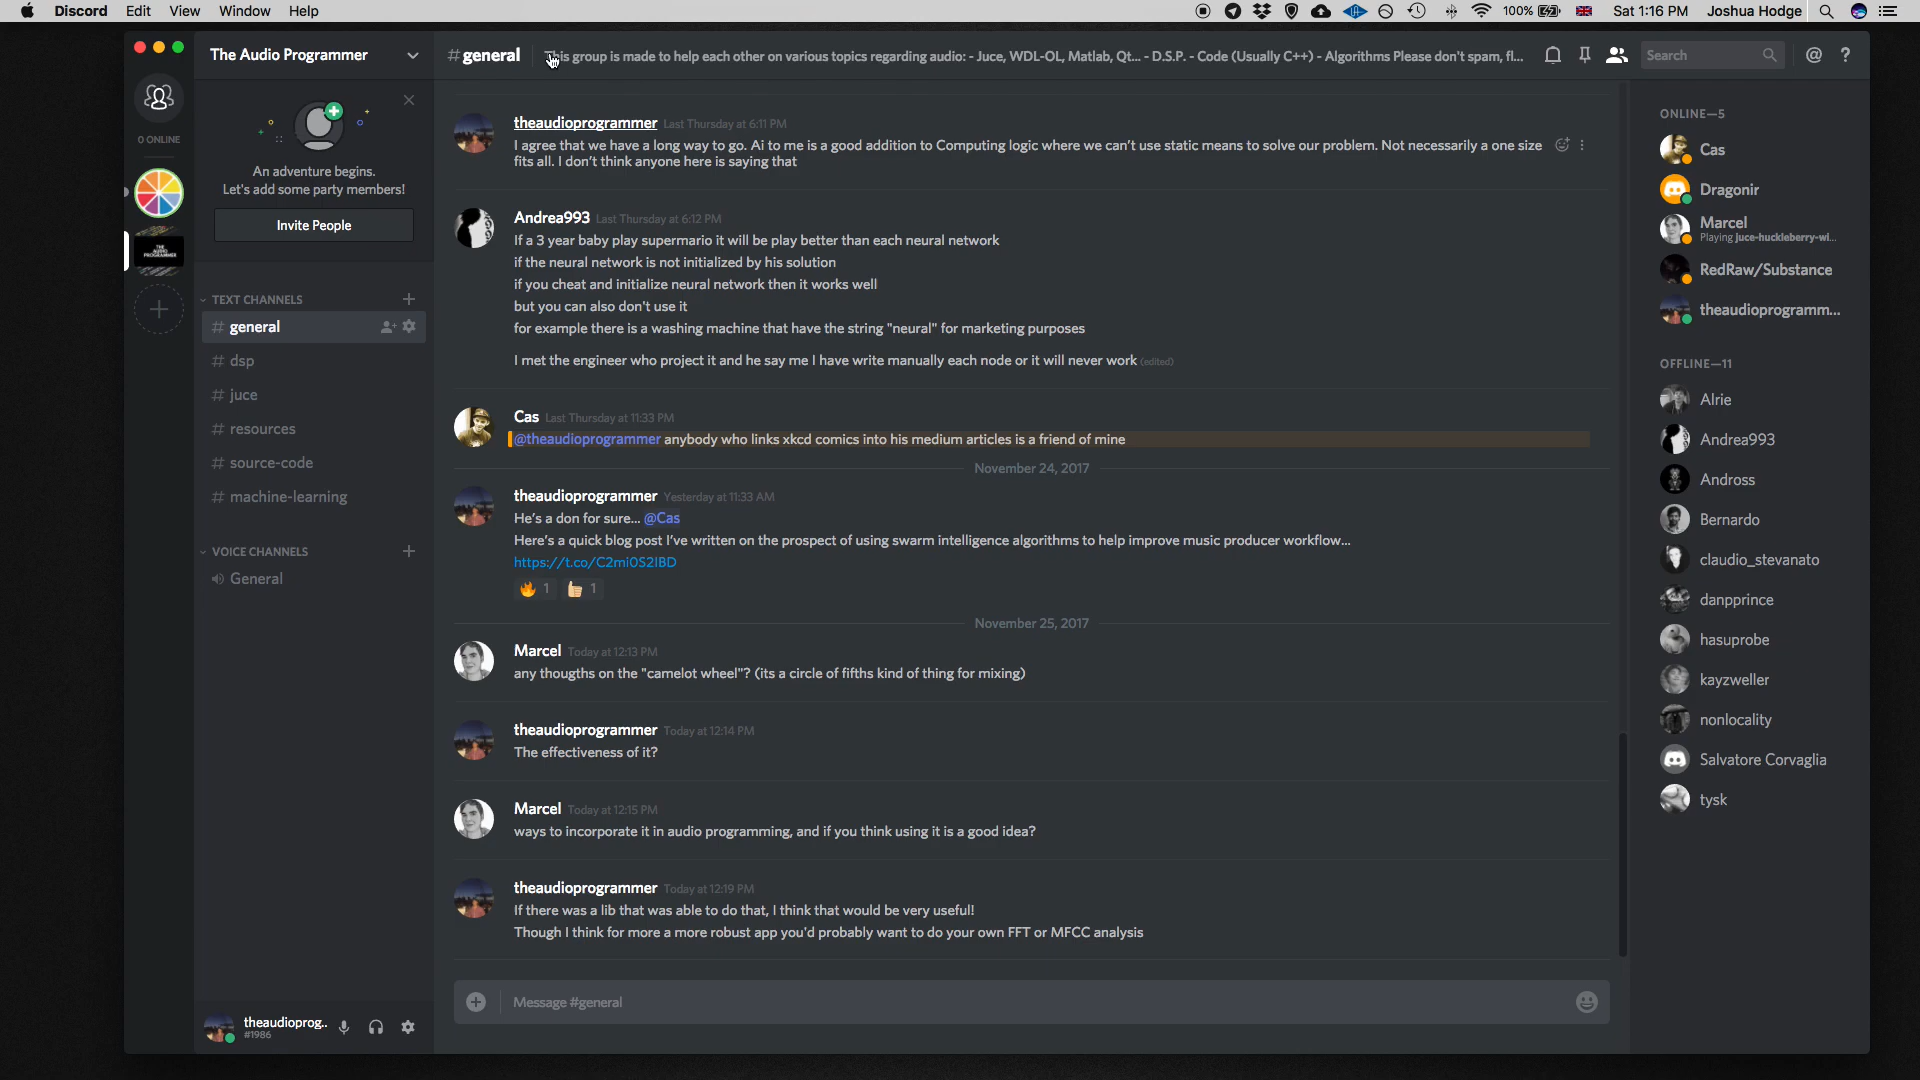 Discord Edit View Window Help
100% Sat 1:16 PM Joshua Hodge
The Audio Programmer
#general This group is made to help each other on various topics regarding audio: - Juce, WDL-OL, Matlab, Qt... - D.S.P. - Code (Usually C++) - Algorithms Please don't spam, fl...
Search
@ ?
0 ONLINE
THE AUDIO PROGRAMMER
An adventure begins.
Let's add some party members!
Invite People
TEXT CHANNELS
# general
# dsp
# juce
# resources
# source-code
# machine-learning
VOICE CHANNELS
General
theaudioprog..
#1986
theaudioprogrammer Last Thursday at 6:11 PM
I agree that we have a long way to go. Ai to me is a good addition to Computing logic where we can't use static means to solve our problem. Not necessarily a one size
fits all. I don't think anyone here is saying that
Andrea993 Last Thursday at 6:12 PM
If a 3 year baby play supermario it will be play better than each neural network
if the neural network is not initialized by his solution
if you cheat and initialize neural network then it works well
but you can also don't use it
for example there is a washing machine that have the string "neural" for marketing purposes
I met the engineer who project it and he say me I have write manually each node or it will never work (edited)
Cas Last Thursday at 11:33 PM
@theaudioprogrammer anybody who links xkcd comics into his medium articles is a friend of mine
November 24, 2017
theaudioprogrammer Yesterday at 11:33 AM
He's a don for sure... @Cas
Here's a quick blog post I've written on the prospect of using swarm intelligence algorithms to help improve music producer workflow...
https://t.co/C2mi0S2IBD
1 1
November 25, 2017
Marcel Today at 12:13 PM
any thougths on the "camelot wheel"? (its a circle of fifths kind of thing for mixing)
theaudioprogrammer Today at 12:14 PM
The effectiveness of it?
Marcel Today at 12:15 PM
ways to incorporate it in audio programming, and if you think using it is a good idea?
theaudioprogrammer Today at 12:19 PM
If there was a lib that was able to do that, I think that would be very useful!
Though I think for more a more robust app you'd probably want to do your own FFT or MFCC analysis
Message #general
ONLINE—5
Cas
Dragonir
Marcel
Playing juce-huckleberry-wi...
RedRaw/Substance
theaudioprogramm...
OFFLINE—11
Alrie
Andrea993
Andross
Bernardo
claudio_stevanato
danpprince
hasuprobe
kayzweller
nonlocality
Salvatore Corvaglia
tysk